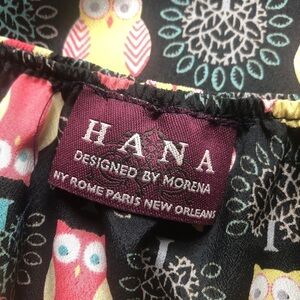 HANA
DESIGNED BY MORENA
NY ROME PARIS NEW ORLEANS